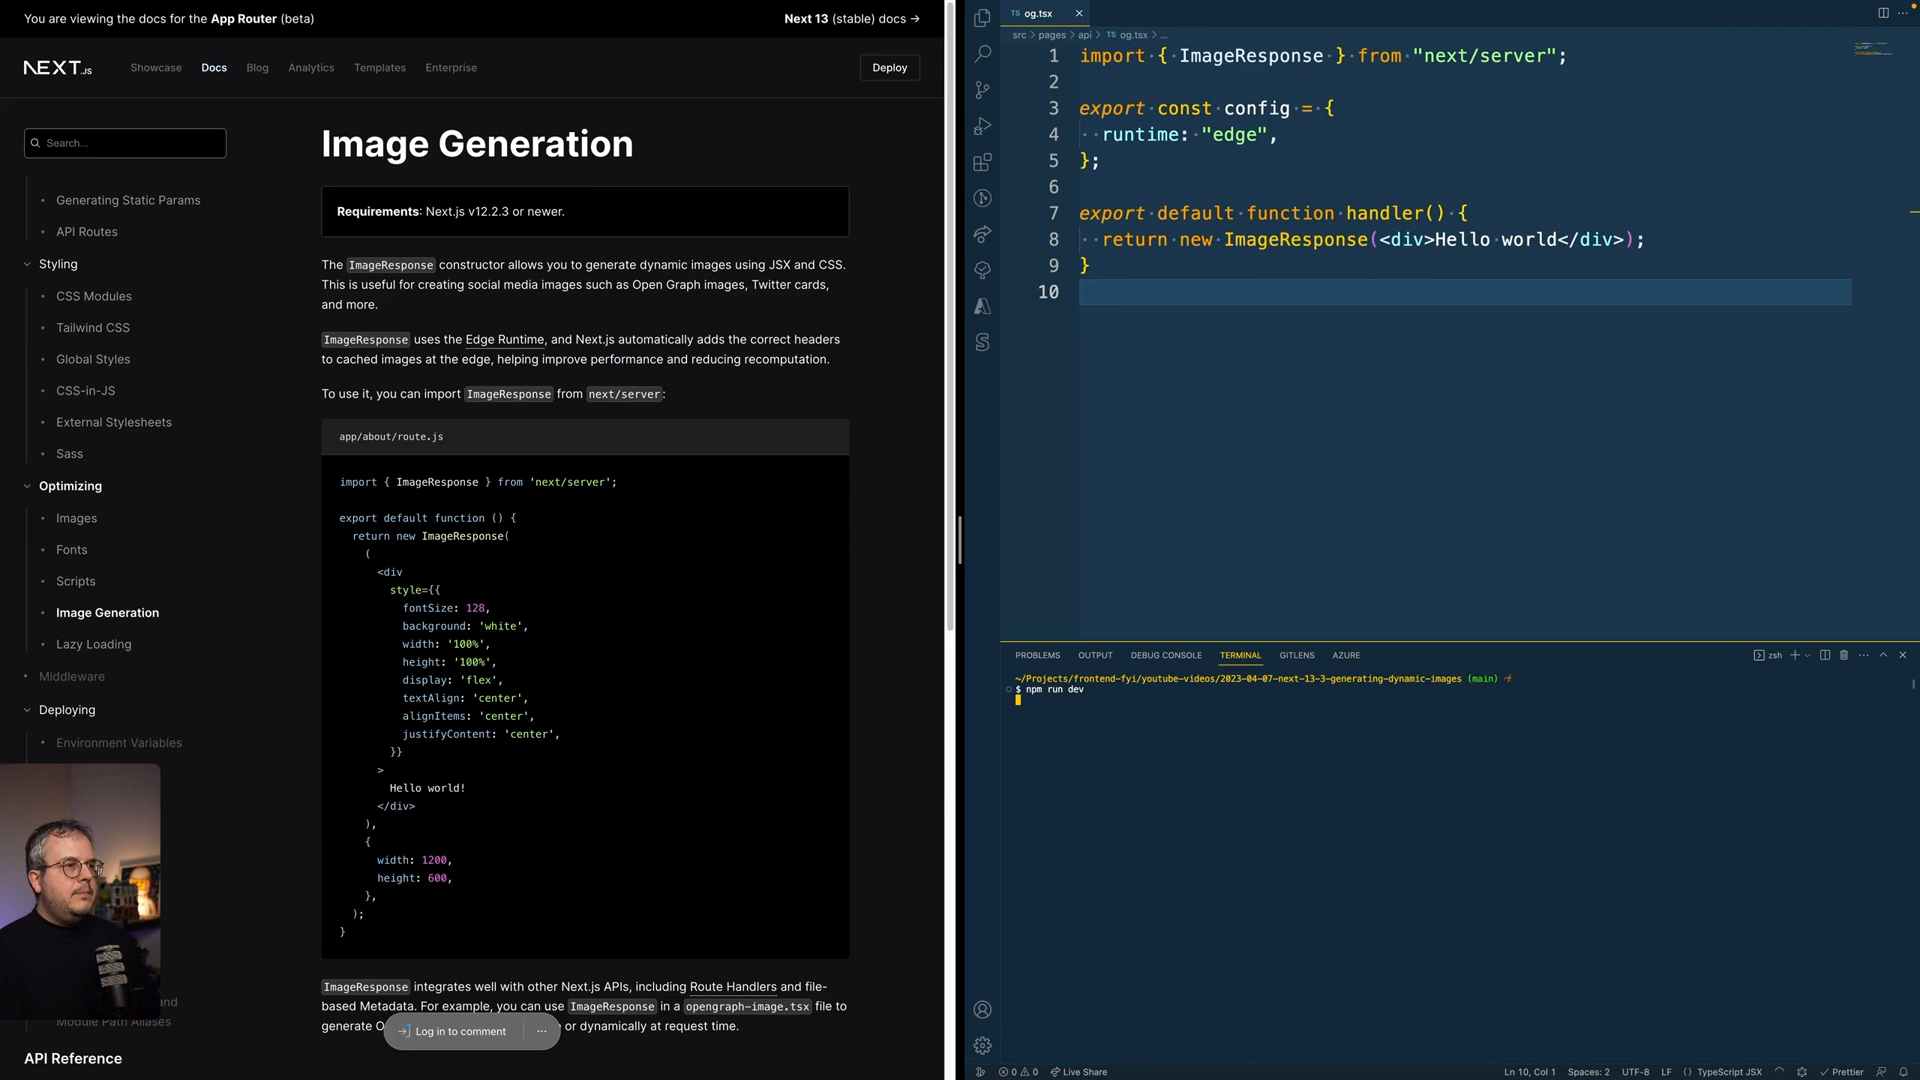 You are viewing the docs for the App Router (beta)
Next 13 (stable) docs →
NEXT.JS
Showcase
Docs
Blog
Analytics
Templates
Enterprise
Deploy
Search...
Generating Static Params
API Routes
Styling
CSS Modules
Tailwind CSS
Global Styles
CSS-in-JS
External Stylesheets
Sass
Optimizing
Images
Fonts
Scripts
Image Generation
Lazy Loading
Middleware
Deploying
Environment Variables
and
Module Path Aliases
API Reference
Image Generation
Requirements: Next.js v12.2.3 or newer.
The ImageResponse constructor allows you to generate dynamic images using JSX and CSS.
This is useful for creating social media images such as Open Graph images, Twitter cards,
and more.
ImageResponse uses the Edge Runtime, and Next.js automatically adds the correct headers
to cached images at the edge, helping improve performance and reducing recomputation.
To use it, you can import ImageResponse from next/server:
app/about/route.js
import { ImageResponse } from 'next/server';
export default function () {
return new ImageResponse(
(
<div
style={{
fontSize: 128,
background: 'white',
width: '100%',
height: '100%',
display: 'flex',
textAlign: 'center',
alignItems: 'center',
justifyContent: 'center',
}}
>
Hello world!
</div>
),
{
width: 1200,
height: 600,
},
);
}
ImageResponse integrates well with other Next.js APIs, including Route Handlers and file-
based Metadata. For example, you can use ImageResponse in a opengraph-image.tsx file to
generate O
or dynamically at request time.
Log in to comment
TS og.tsx
src > pages > api > TS og.tsx > ...
1 import { ImageResponse } from "next/server";
2
3 export const config = {
4 runtime: "edge",
5 };
6
7 export default function handler() {
8 return new ImageResponse(<div>Hello world</div>);
9 }
10
PROBLEMS
OUTPUT
DEBUG CONSOLE
TERMINAL
GITLENS
AZURE
zsh
~/Projects/frontend-fyi/youtube-videos/2023-04-07-next-13-3-generating-dynamic-images (main)
$ npm run dev
0 0
Live Share
Ln 10, Col 1
Spaces: 2
UTF-8
LF
{ } TypeScript JSX
Prettier